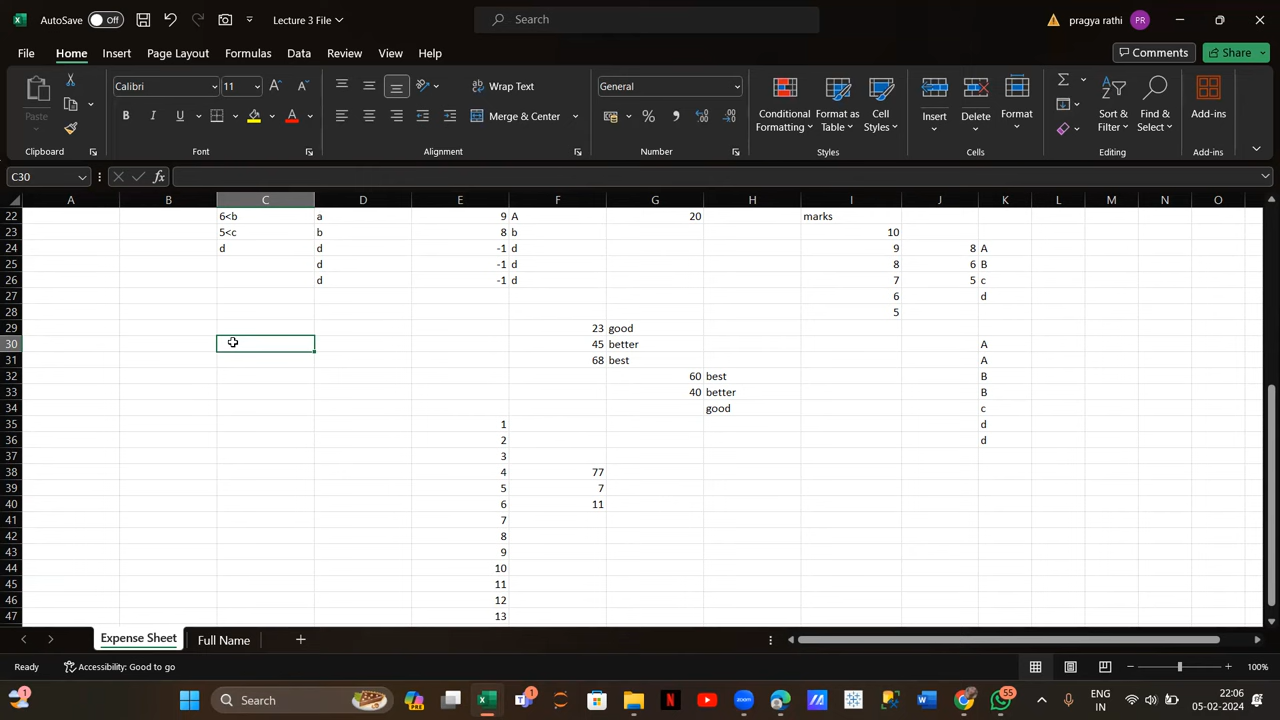 AutoSave Off Lecture 3 File Search pragya rathi PR
File Home Insert Page Layout Formulas Data Review View Help Comments Share
Paste Calibri 11 Wrap Text General Conditional Formatting Format as Table Cell Styles Insert Delete Format Sort & Filter Find & Select Add-ins
B I U A Merge & Center
Clipboard Font Alignment Number Styles Cells Editing Add-ins
C30 fx
A B C D E F G H I J K L M N O
22 6<b a 9 A 20 marks
23 5<c b 8 b 10
24 d d -1 d 9 8 A
25 d -1 d 8 6 B
26 d -1 d 7 5 c
27 6 d
28 5
29 23 good
30 45 better A
31 68 best A
32 60 best B
33 40 better B
34 good c
35 1 d
36 2 d
37 3
38 4 77
39 5 7
40 6 11
41 7
42 8
43 9
44 10
45 11
46 12
47 13
Expense Sheet Full Name
Ready Accessibility: Good to go 100%
1 Search PRE 1 55 ENG IN 22:06 05-02-2024